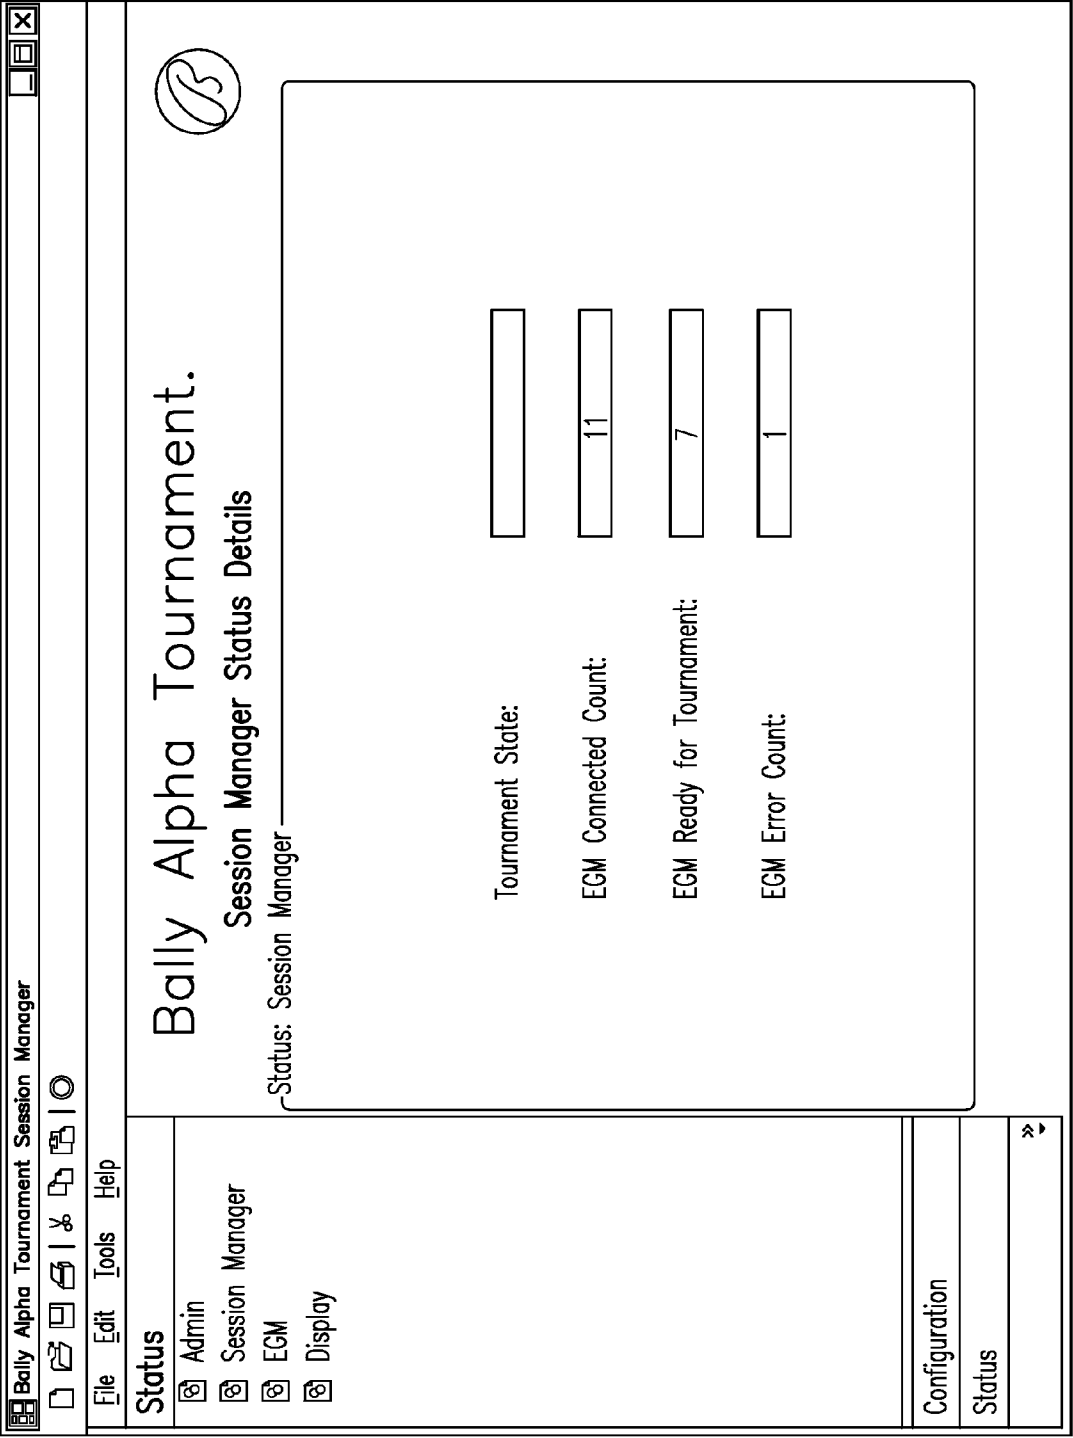 Bally Alpha Tournament Session Manager
File Edit Tools Help
Status
Admin
Session Manager
EGM
Display
Configuration
Status
Bally Alpha Tournament.
Session Manager Status Details
Status: Session Manager
Tournament State:
EGM Connected Count: 11
EGM Ready for Tournament: 7
EGM Error Count: 1